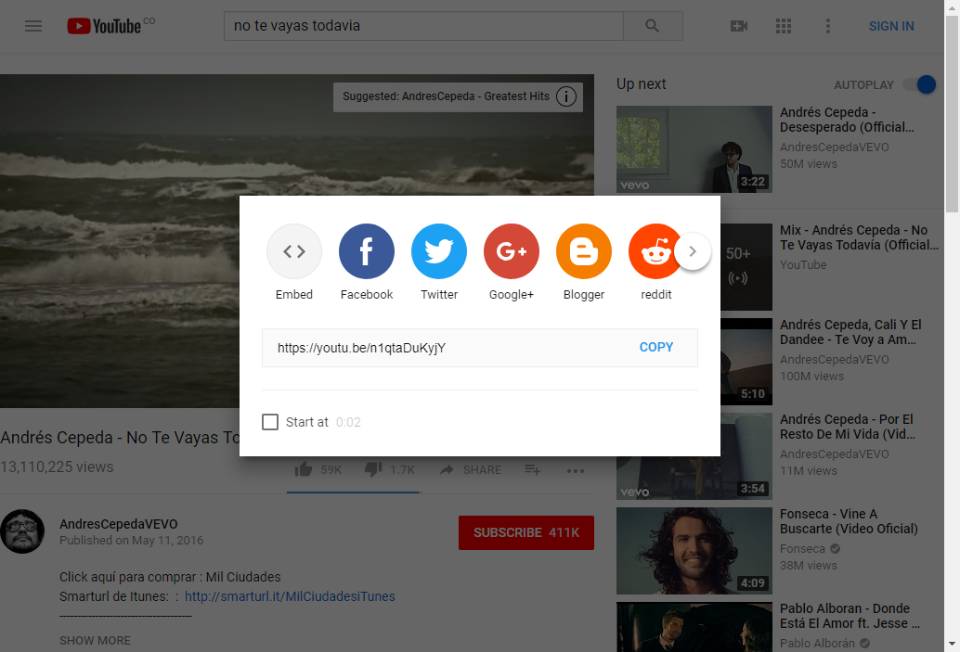 YouTube CO
no te vayas todavia
SIGN IN
Suggested: AndresCepeda - Greatest Hits
Up next
AUTOPLAY
Andrés Cepeda -
Desesperado (Official...
AndresCepedaVEVO
50M views
vevo
3:22
Mix - Andrés Cepeda - No
Te Vayas Todavía (Official...
YouTube
50+
Andrés Cepeda, Cali Y El
Dandee - Te Voy a Am...
AndresCepedaVEVO
100M views
5:10
Andrés Cepeda - Por El
Resto De Mi Vida (Vid...
AndresCepedaVEVO
11M views
vevo
3:54
Fonseca - Vine A
Buscarte (Video Oficial)
Fonseca
38M views
4:09
Pablo Alboran - Donde
Está El Amor ft. Jesse ...
Pablo Alborán
Embed
Facebook
Twitter
G+
Google+
Blogger
reddit
https://youtu.be/n1qtaDuKyjY
COPY
Start at 0:02
Andrés Cepeda - No Te Vayas To
13,110,225 views
59K
1.7K
SHARE
AndresCepedaVEVO
Published on May 11, 2016
SUBSCRIBE 411K
Click aquí para comprar : Mil Ciudades
Smarturl de Itunes: : http://smarturl.it/MilCiudadesiTunes
----------------------------------------
SHOW MORE